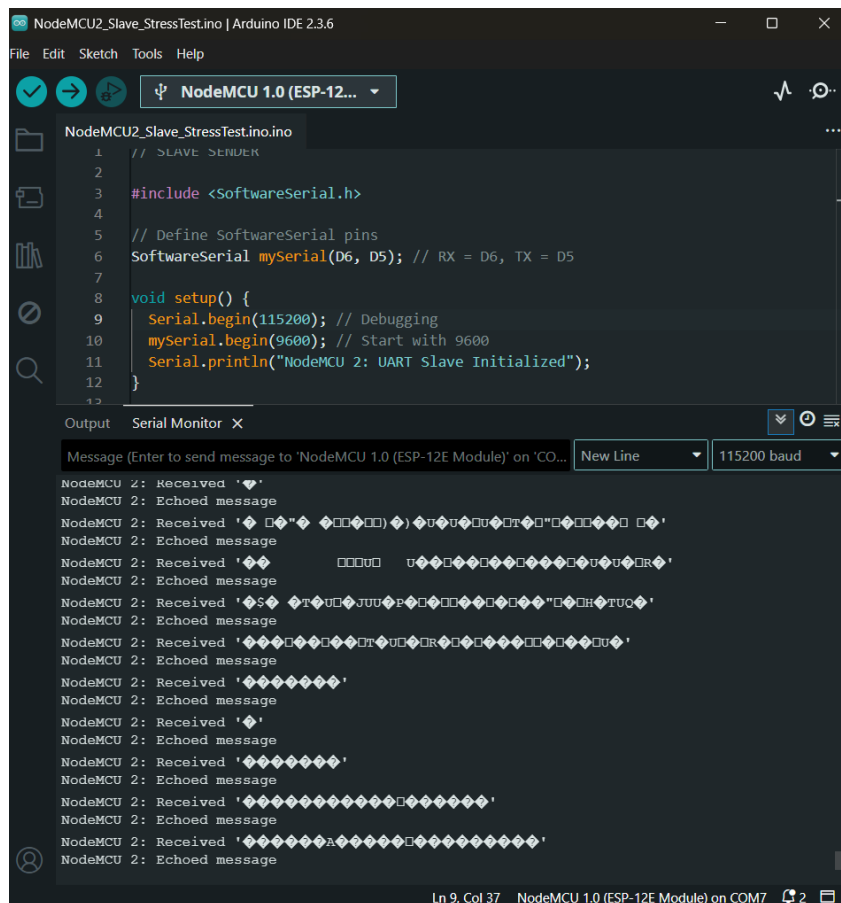 NodeMCU2_Slave_StressTest.ino | Arduino IDE 2.3.6
File Edit Sketch Tools Help
NodeMCU 1.0 (ESP-12E...
NodeMCU2_Slave_StressTest.ino.ino
1 // SLAVE SENDER
2
3 #include <SoftwareSerial.h>
4
5 // Define SoftwareSerial pins
6 SoftwareSerial mySerial(D6, D5); // RX = D6, TX = D5
7
8 void setup() {
9 Serial.begin(115200); // Debugging
10 mySerial.begin(9600); // Start with 9600
11 Serial.println("NodeMCU 2: UART Slave Initialized");
12 }
13
Output Serial Monitor X
Message (Enter to send message to 'NodeMCU 1.0 (ESP-12E Module)' on 'CO... New Line 115200 baud
NodeMCU 2: Received '�'
NodeMCU 2: Echoed message
NodeMCU 2: Received '� □�"� �□□�□□)�)�U�U�□U�□T�□"□�□□��□ □�'
NodeMCU 2: Echoed message
NodeMCU 2: Received '�� □□□U□ U��□��□��□���□�U�U�□R�'
NodeMCU 2: Echoed message
NodeMCU 2: Received '�$� �T�U□�JUU�P�□�□□��□�□��"□�□H�TUQ�'
NodeMCU 2: Echoed message
NodeMCU 2: Received '���□��□��□T�U□�□R�□�□���□□�□��□U�'
NodeMCU 2: Echoed message
NodeMCU 2: Received '�������'
NodeMCU 2: Echoed message
NodeMCU 2: Received '�'
NodeMCU 2: Echoed message
NodeMCU 2: Received '�������'
NodeMCU 2: Echoed message
NodeMCU 2: Received '�����������□������'
NodeMCU 2: Echoed message
NodeMCU 2: Received '������A�����□���������'
NodeMCU 2: Echoed message
Ln 9, Col 37 NodeMCU 1.0 (ESP-12E Module) on COM7 2